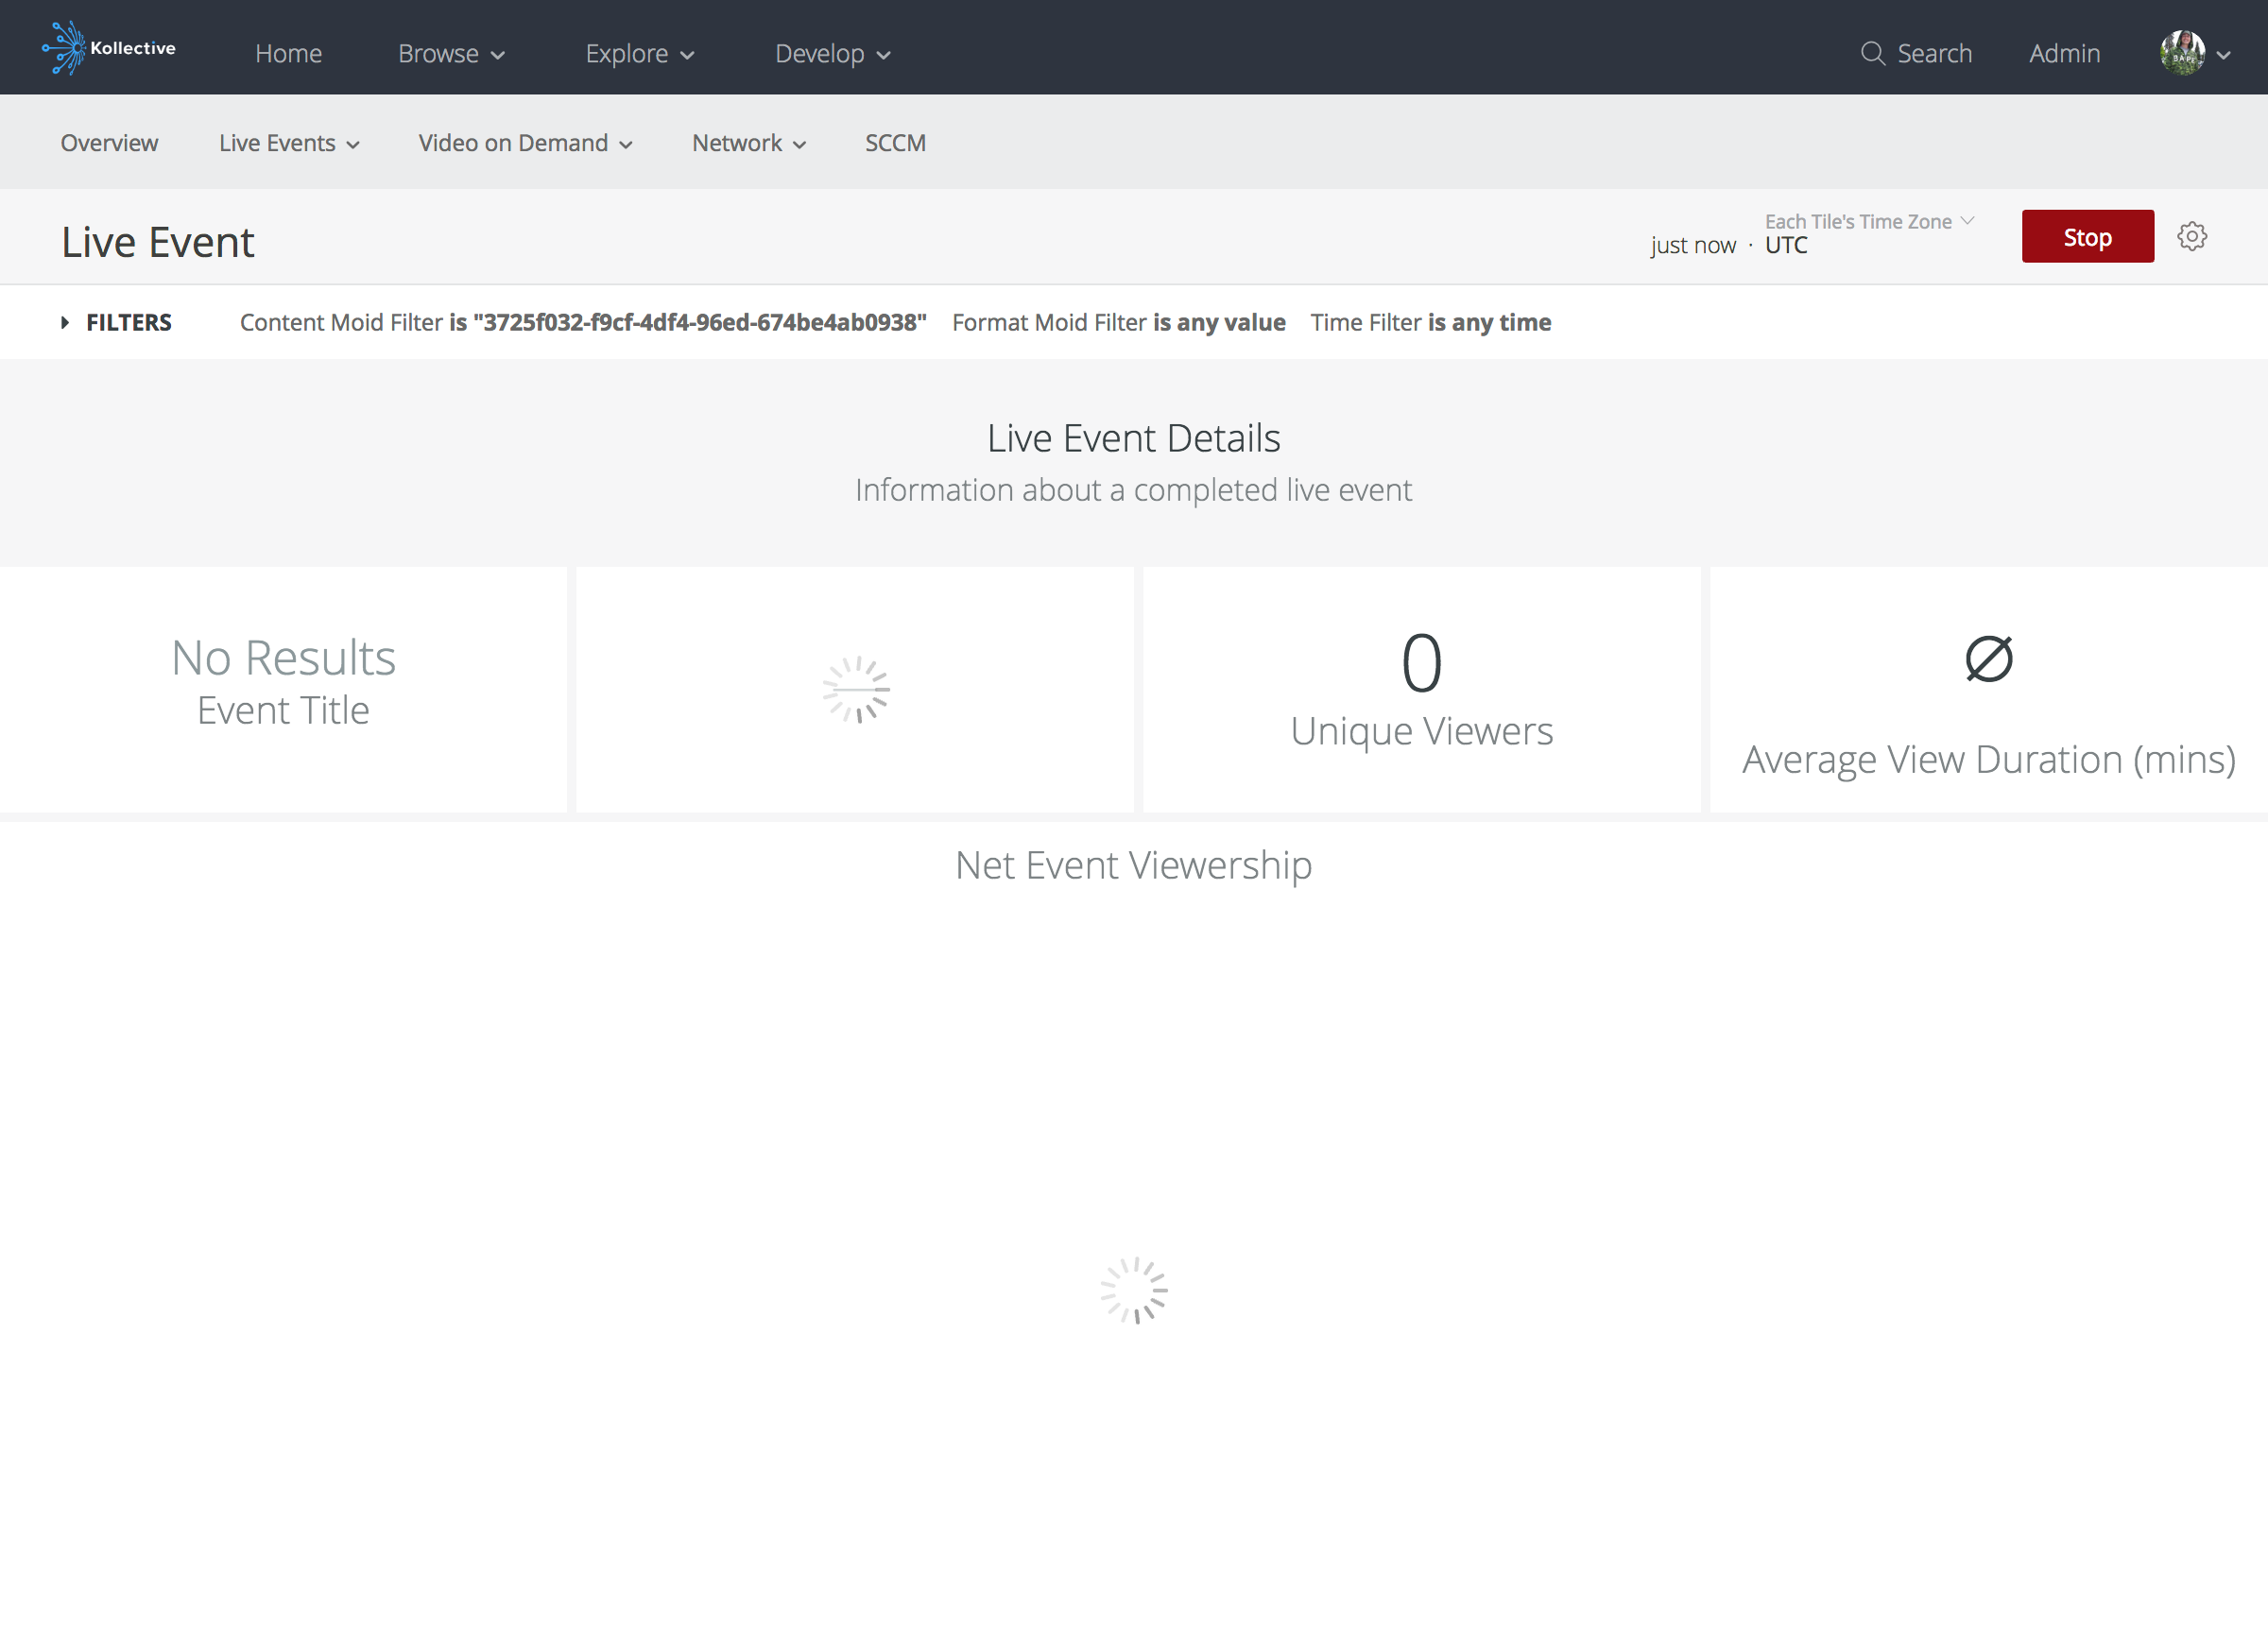 Kollective Home Browse Explore Develop Search Admin
Overview Live Events Video on Demand Network SCCM
Live Event
Each Tile's Time Zone
just now · UTC
Stop
FILTERS Content Moid Filter is "3725f032-f9cf-4df4-96ed-674be4ab0938" Format Moid Filter is any value Time Filter is any time
Live Event Details
Information about a completed live event
No Results
Event Title
0
Unique Viewers
Ø
Average View Duration (mins)
Net Event Viewership